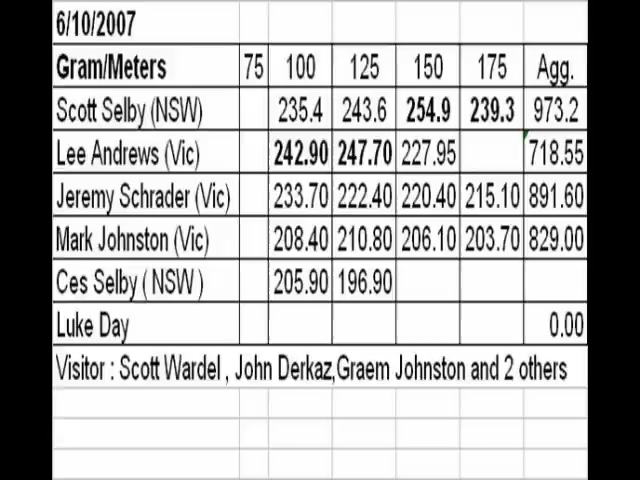 6/10/2007
Gram/Meters 75 100 125 150 175 Agg.
Scott Selby (NSW) 235.4 243.6 254.9 239.3 973.2
Lee Andrews (Vic) 242.90 247.70 227.95 718.55
Jeremy Schrader (Vic) 233.70 222.40 220.40 215.10 891.60
Mark Johnston (Vic) 208.40 210.80 206.10 203.70 829.00
Ces Selby ( NSW ) 205.90 196.90
Luke Day 0.00
Visitor : Scott Wardel , John Derkaz,Graem Johnston and 2 others